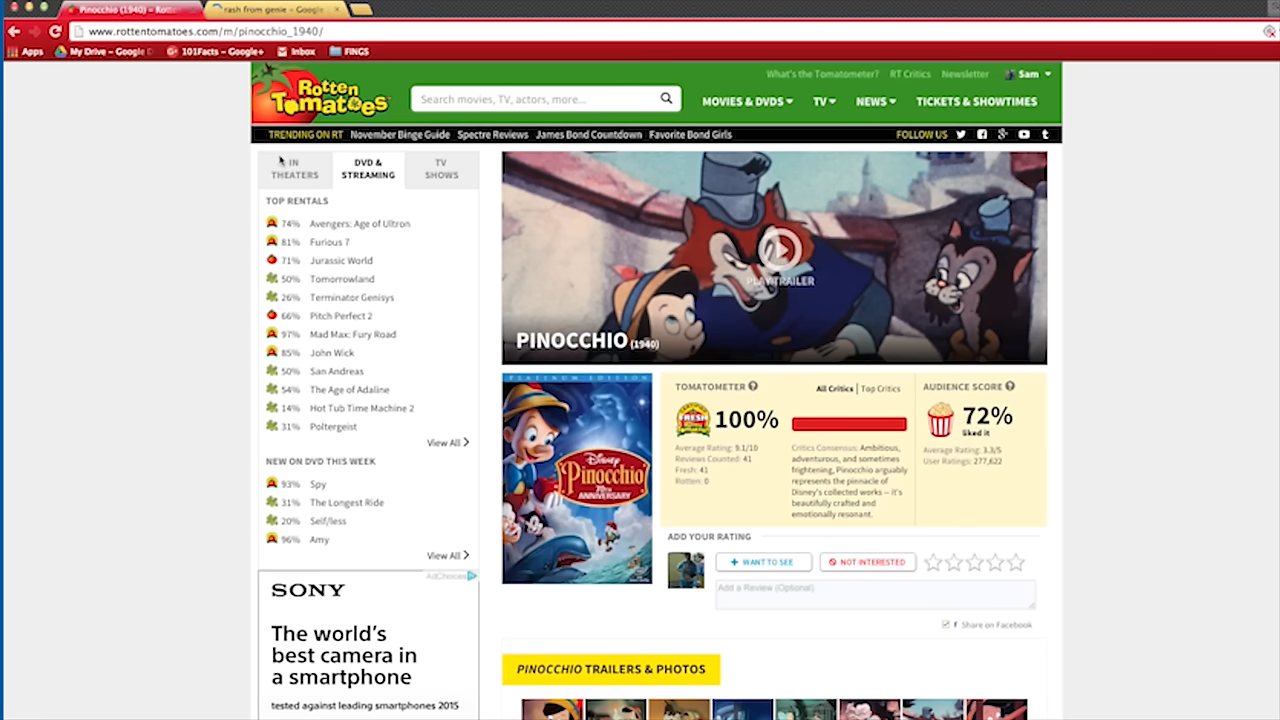 Pinocchio (1940) – Rott
rash from genie – Google
www.rottentomatoes.com/m/pinocchio_1940/
Apps My Drive – Google D 101Facts – Google+ Inbox FINGS
Rotten
Tomatoes
Search movies, TV, actors, more...
What's the Tomatometer? RT Critics Newsletter Sam
MOVIES & DVDS TV NEWS TICKETS & SHOWTIMES
TRENDING ON RT November Binge Guide Spectre Reviews James Bond Countdown Favorite Bond Girls FOLLOW US
IN THEATERS
DVD & STREAMING
TV SHOWS
TOP RENTALS
74% Avengers: Age of Ultron
81% Furious 7
71% Jurassic World
50% Tomorrowland
26% Terminator Genisys
66% Pitch Perfect 2
97% Mad Max: Fury Road
85% John Wick
50% San Andreas
54% The Age of Adaline
14% Hot Tub Time Machine 2
31% Poltergeist
View All
NEW ON DVD THIS WEEK
93% Spy
31% The Longest Ride
20% Self/less
96% Amy
View All
AdChoices
SONY
The world's
best camera in
a smartphone
tested against leading smartphones 2015
PLAY TRAILER
PINOCCHIO (1940)
PLATINUM EDITION
Disney
Pinocchio
70TH
ANNIVERSARY
TOMATOMETER
All Critics | Top Critics
CERTIFIED
FRESH
100%
Average Rating: 9.1/10
Reviews Counted: 41
Fresh: 41
Rotten: 0
Critics Consensus: Ambitious,
adventurous, and sometimes
frightening, Pinocchio arguably
represents the pinnacle of
Disney's collected works – it's
beautifully crafted and
emotionally resonant.
AUDIENCE SCORE
72%
liked it
Average Rating: 3.3/5
User Ratings: 277,622
ADD YOUR RATING
+ WANT TO SEE
NOT INTERESTED
Add a Review (Optional)
Share on Facebook
PINOCCHIO TRAILERS & PHOTOS